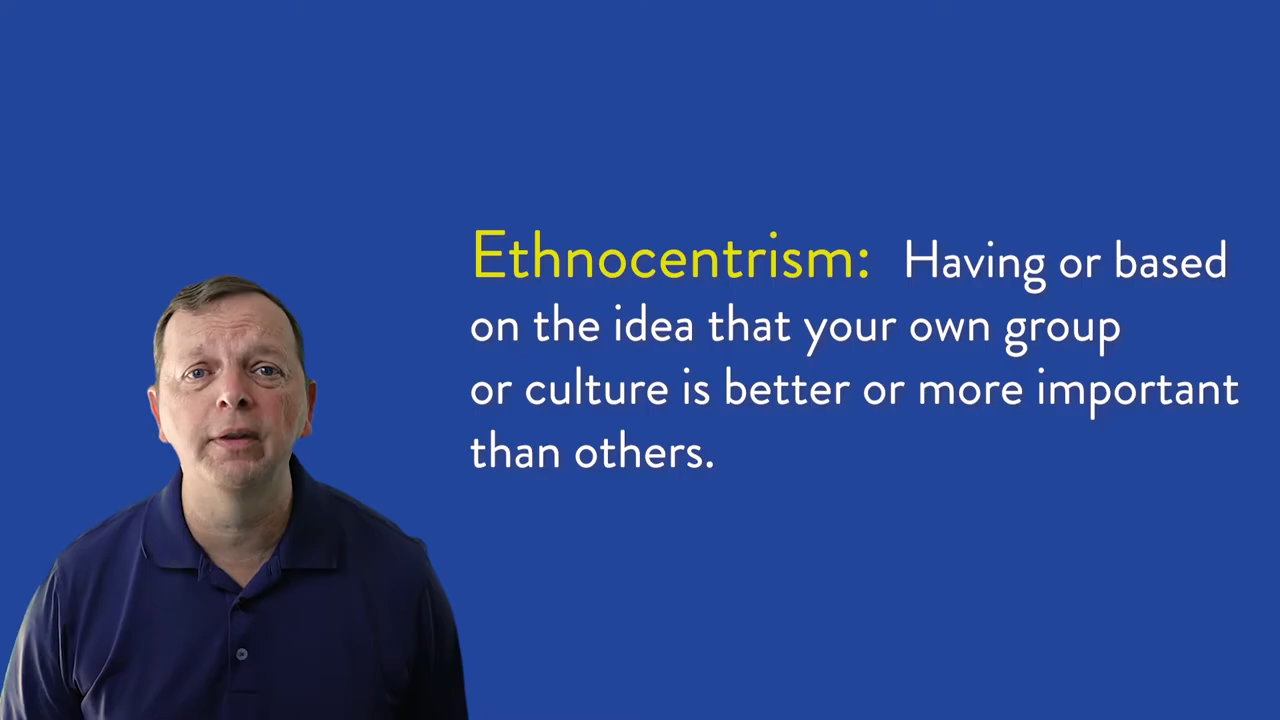 Ethnocentrism: Having or based
on the idea that your own group
or culture is better or more important
than others.